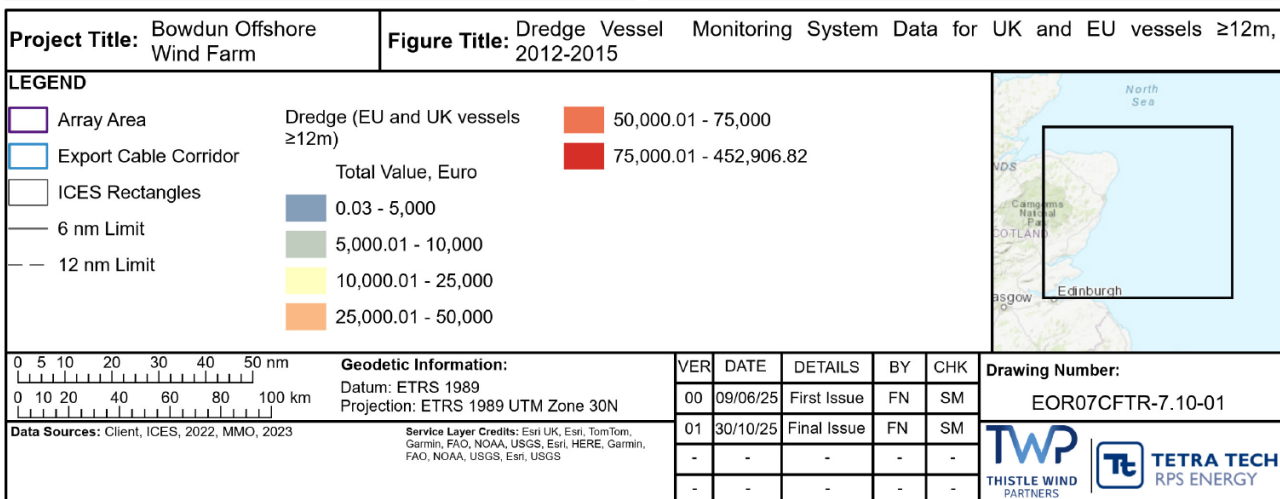 Project Title: Bowdun Offshore
Wind Farm
Figure Title: Dredge Vessel Monitoring System Data for UK and EU vessels ≥12m,
2012-2015
LEGEND
Array Area
Export Cable Corridor
ICES Rectangles
6 nm Limit
12 nm Limit
Dredge (EU and UK vessels
≥12m)
Total Value, Euro
0.03 - 5,000
5,000.01 - 10,000
10,000.01 - 25,000
25,000.01 - 50,000
50,000.01 - 75,000
75,000.01 - 452,906.82
North
Sea
NDS
Cairngorms
National
Park
COTLAND
asgow
Edinburgh
0 5 10 20 30 40 50 nm
0 10 20 40 60 80 100 km
Geodetic Information:
Datum: ETRS 1989
Projection: ETRS 1989 UTM Zone 30N
Data Sources: Client, ICES, 2022, MMO, 2023
Service Layer Credits: Esri UK, Esri, TomTom,
Garmin, FAO, NOAA, USGS, Esri, HERE, Garmin,
FAO, NOAA, USGS, Esri, USGS
VER DATE DETAILS BY CHK
00 09/06/25 First Issue FN SM
01 30/10/25 Final Issue FN SM
- - - - -
- - - - -
Drawing Number:
EOR07CFTR-7.10-01
TWP
THISTLE WIND
PARTNERS
Tt
TETRA TECH
RPS ENERGY